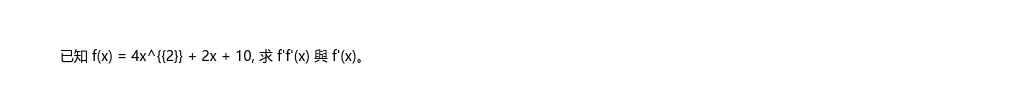 已知 f(x) = 4x^{{2}} + 2x + 10, 求 f'f'(x) 與 f'(x)。